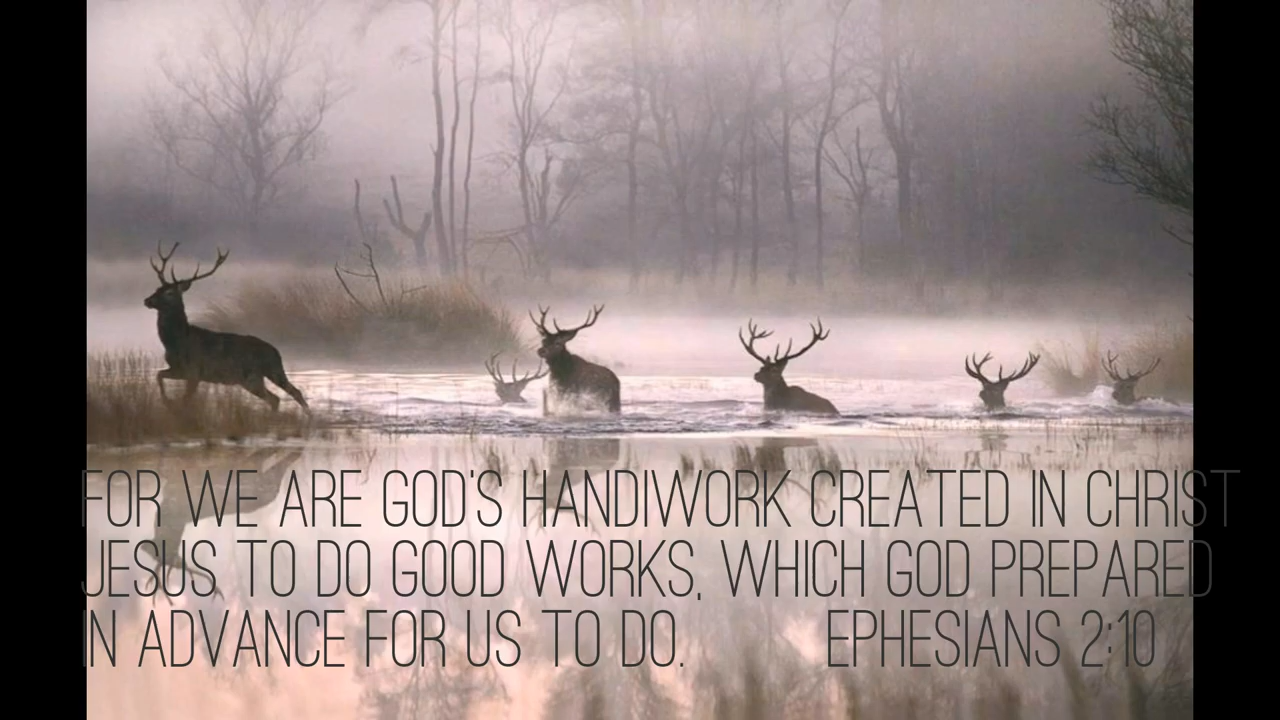 FOR WE ARE GOD'S HANDIWORK CREATED IN CHRIST
JESUS TO DO GOOD WORKS, WHICH GOD PREPARED
IN ADVANCE FOR US TO DO. EPHESIANS 2:10